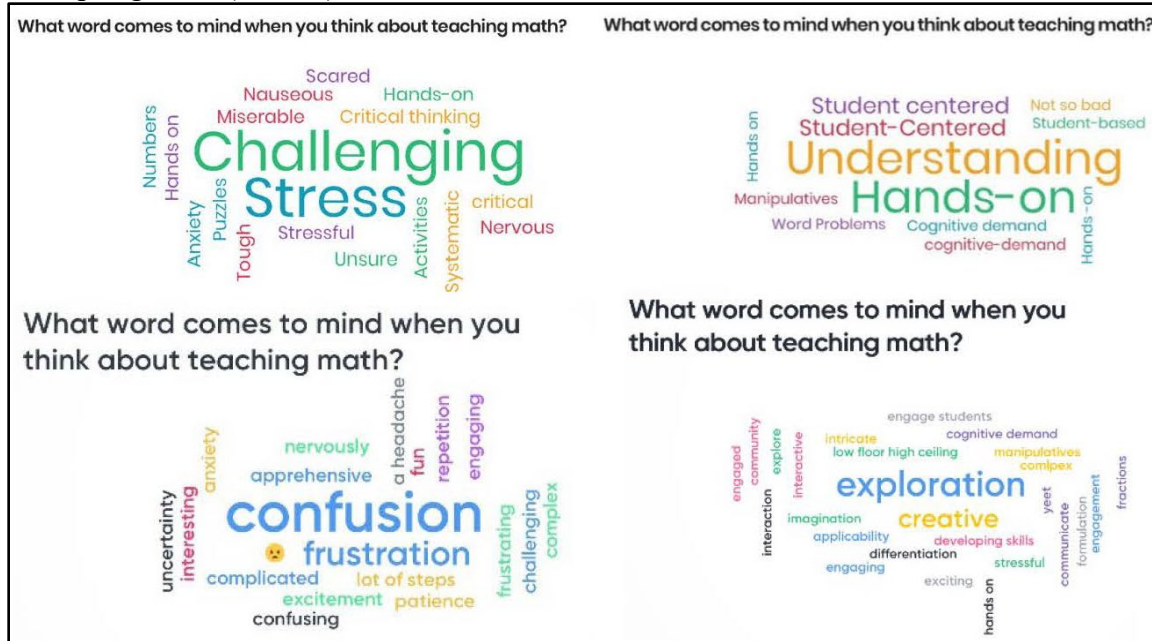 What word comes to mind when you think about teaching math?
Scared
Nauseous Hands-on
Miserable Critical thinking
Numbers
Hands on
Challenging
Stress
Anxiety
Puzzles
Tough
Stressful
Unsure
Activities
Systematic
critical
Nervous
What word comes to mind when you think about teaching math?
Student centered Not so bad
Student-Centered Student-based
Hands on
Understanding
Manipulatives Hands-on
Word Problems Cognitive demand
cognitive-demand
Hands -on
What word comes to mind when you
think about teaching math?
a headache
fun
repetition
engaging
anxiety
nervously
apprehensive
uncertainty
interesting
confusion
😟 frustration
frustrating
challenging
complex
complicated lot of steps
excitement patience
confusing
What word comes to mind when you
think about teaching math?
engage students
intricate cognitive demand
low floor high ceiling manipulatives
comlpex
engaged
community
explore
interactive
exploration
creative
interaction
imagination
applicability developing skills
differentiation
engaging stressful
exciting
hands on
yeet
communicate
formulation
engagement
fractions